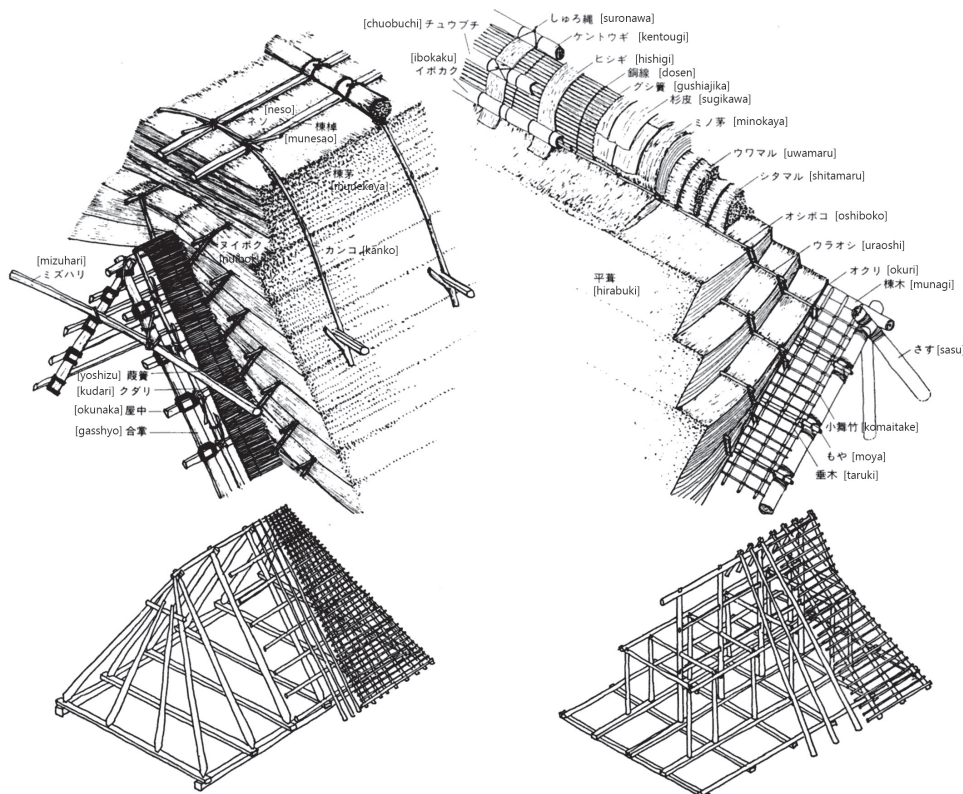 [neso]
ネソ
棟棹
[munesao]
棟茅
カンコ [kanko]
ヌイボク
[mizuhari]
ミズハリ
[yoshizu] 葭簀
[kudari] クダリ
[okunaka] 屋中
[gasshyo] 合掌
[chuobuchi] チュウブチ
[ibokaku]
イボカク
しゅろ縄 [suronawa]
ケントウギ [kentougi]
ヒシギ [hishigi]
銅線 [dosen]
グシ簀 [gushiajika]
杉皮 [sugikawa]
ミノ茅 [minokaya]
ウワマル [uwamaru]
シタマル [shitamaru]
オシボコ [oshiboko]
ウラオシ [uraoshi]
オクリ [okuri]
棟木 [munagi]
平葺
[hirabuki]
さす [sasu]
小舞竹 [komaitake]
もや [moya]
垂木 [taruki]